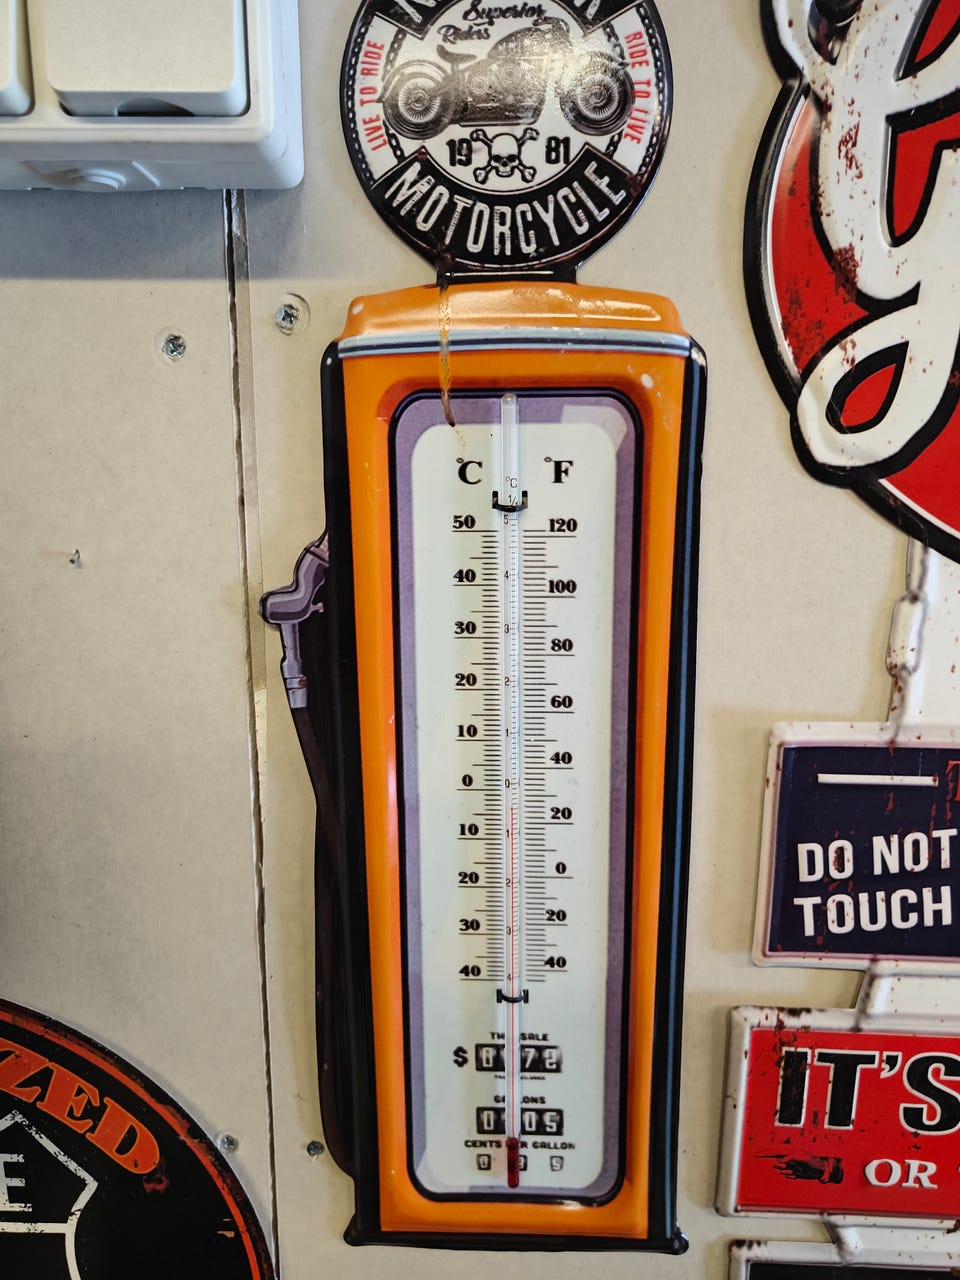 Superior
Riders
LIVE TO RIDE
RIDE TO LIVE
19 81
MOTORCYCLE
°C °F
°C
50 120
40 100
30 80
20 60
10 40
0 20
10 0
20 20
30 40
40
DO NOT
TOUCH
IT'S
OR
$
GALLONS
CENTS PER GALLON
ZED
E